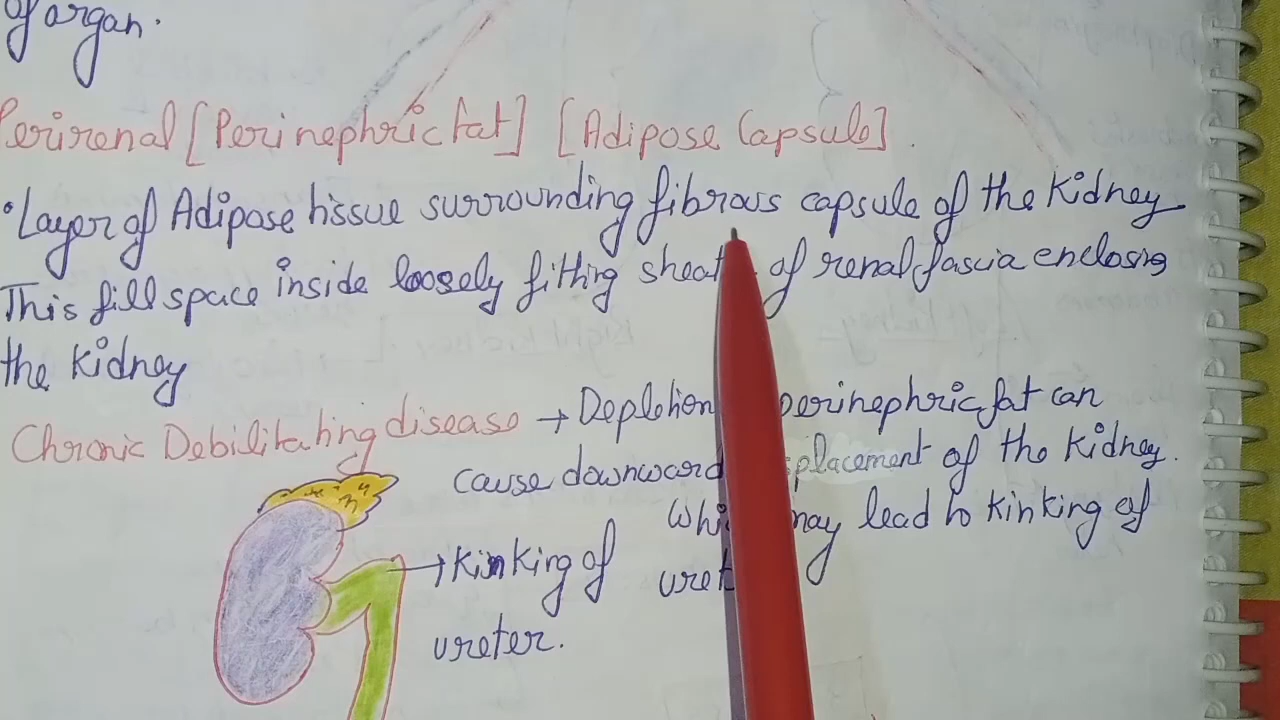 of organ.
Perirenal [Perinephric fat] [Adipose Capsule].
• Layer of Adipose tissue surrounding fibrous capsule of the kidney
This fill space inside loosely fitting sheat of renal fascia enclosing
the kidney
Chronic Debilitating disease → Depletion perinephric fat can
cause downward placement of the kidney.
Whi may lead to kinking of
uret
→ kinking of
ureter.